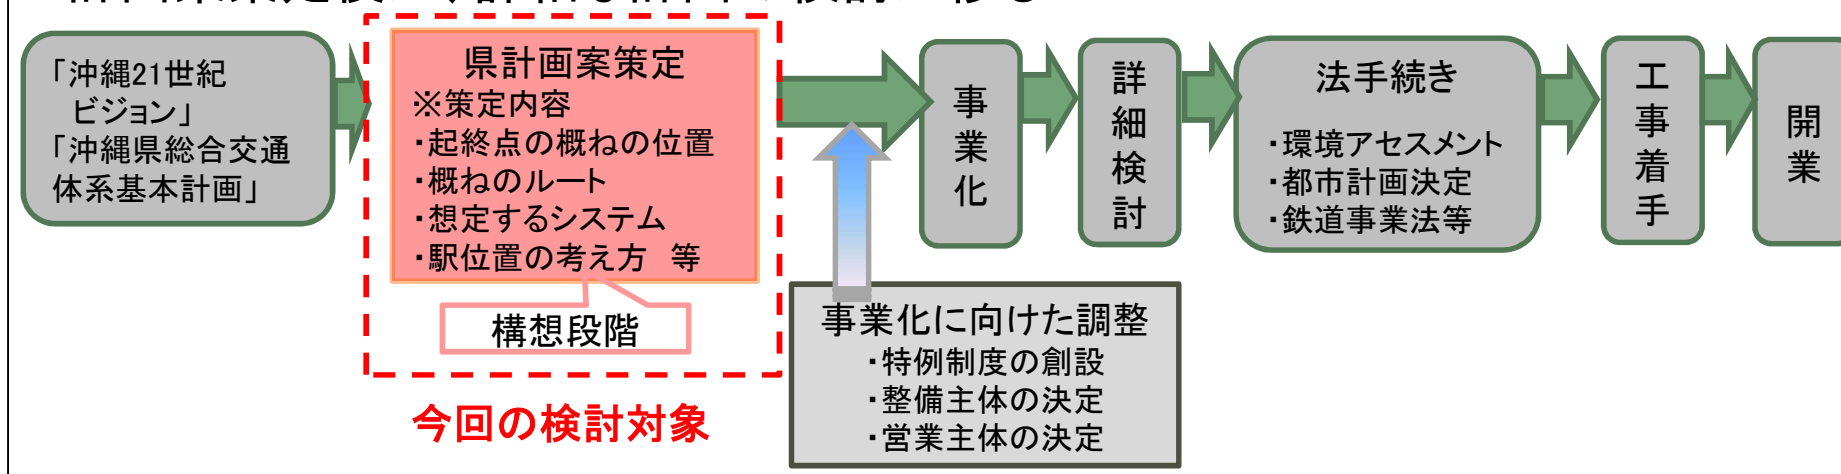 「沖縄21世紀
ビジョン」
「沖縄県総合交通
体系基本計画」
県計画案策定
※策定内容
・起終点の概ねの位置
・概ねのルート
・想定するシステム
・駅位置の考え方　等
構想段階
今回の検討対象
事業化に向けた調整
・特例制度の創設
・整備主体の決定
・営業主体の決定
事業化
詳細検討
法手続き
・環境アセスメント
・都市計画決定
・鉄道事業法等
工事着手
開業